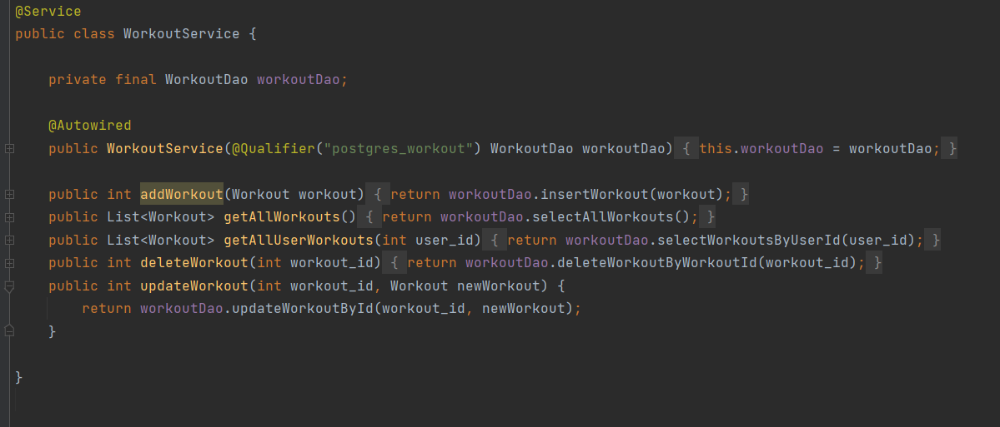 @Service
public class WorkoutService {
private final WorkoutDao workoutDao;
@Autowired
public WorkoutService(@Qualifier("postgres_workout") WorkoutDao workoutDao) { this.workoutDao = workoutDao; }
public int addWorkout(Workout workout) { return workoutDao.insertWorkout(workout); }
public List<Workout> getAllWorkouts() { return workoutDao.selectAllWorkouts(); }
public List<Workout> getAllUserWorkouts(int user_id) { return workoutDao.selectWorkoutsByUserId(user_id); }
public int deleteWorkout(int workout_id) { return workoutDao.deleteWorkoutByWorkoutId(workout_id); }
public int updateWorkout(int workout_id, Workout newWorkout) {
return workoutDao.updateWorkoutById(workout_id, newWorkout);
}
}